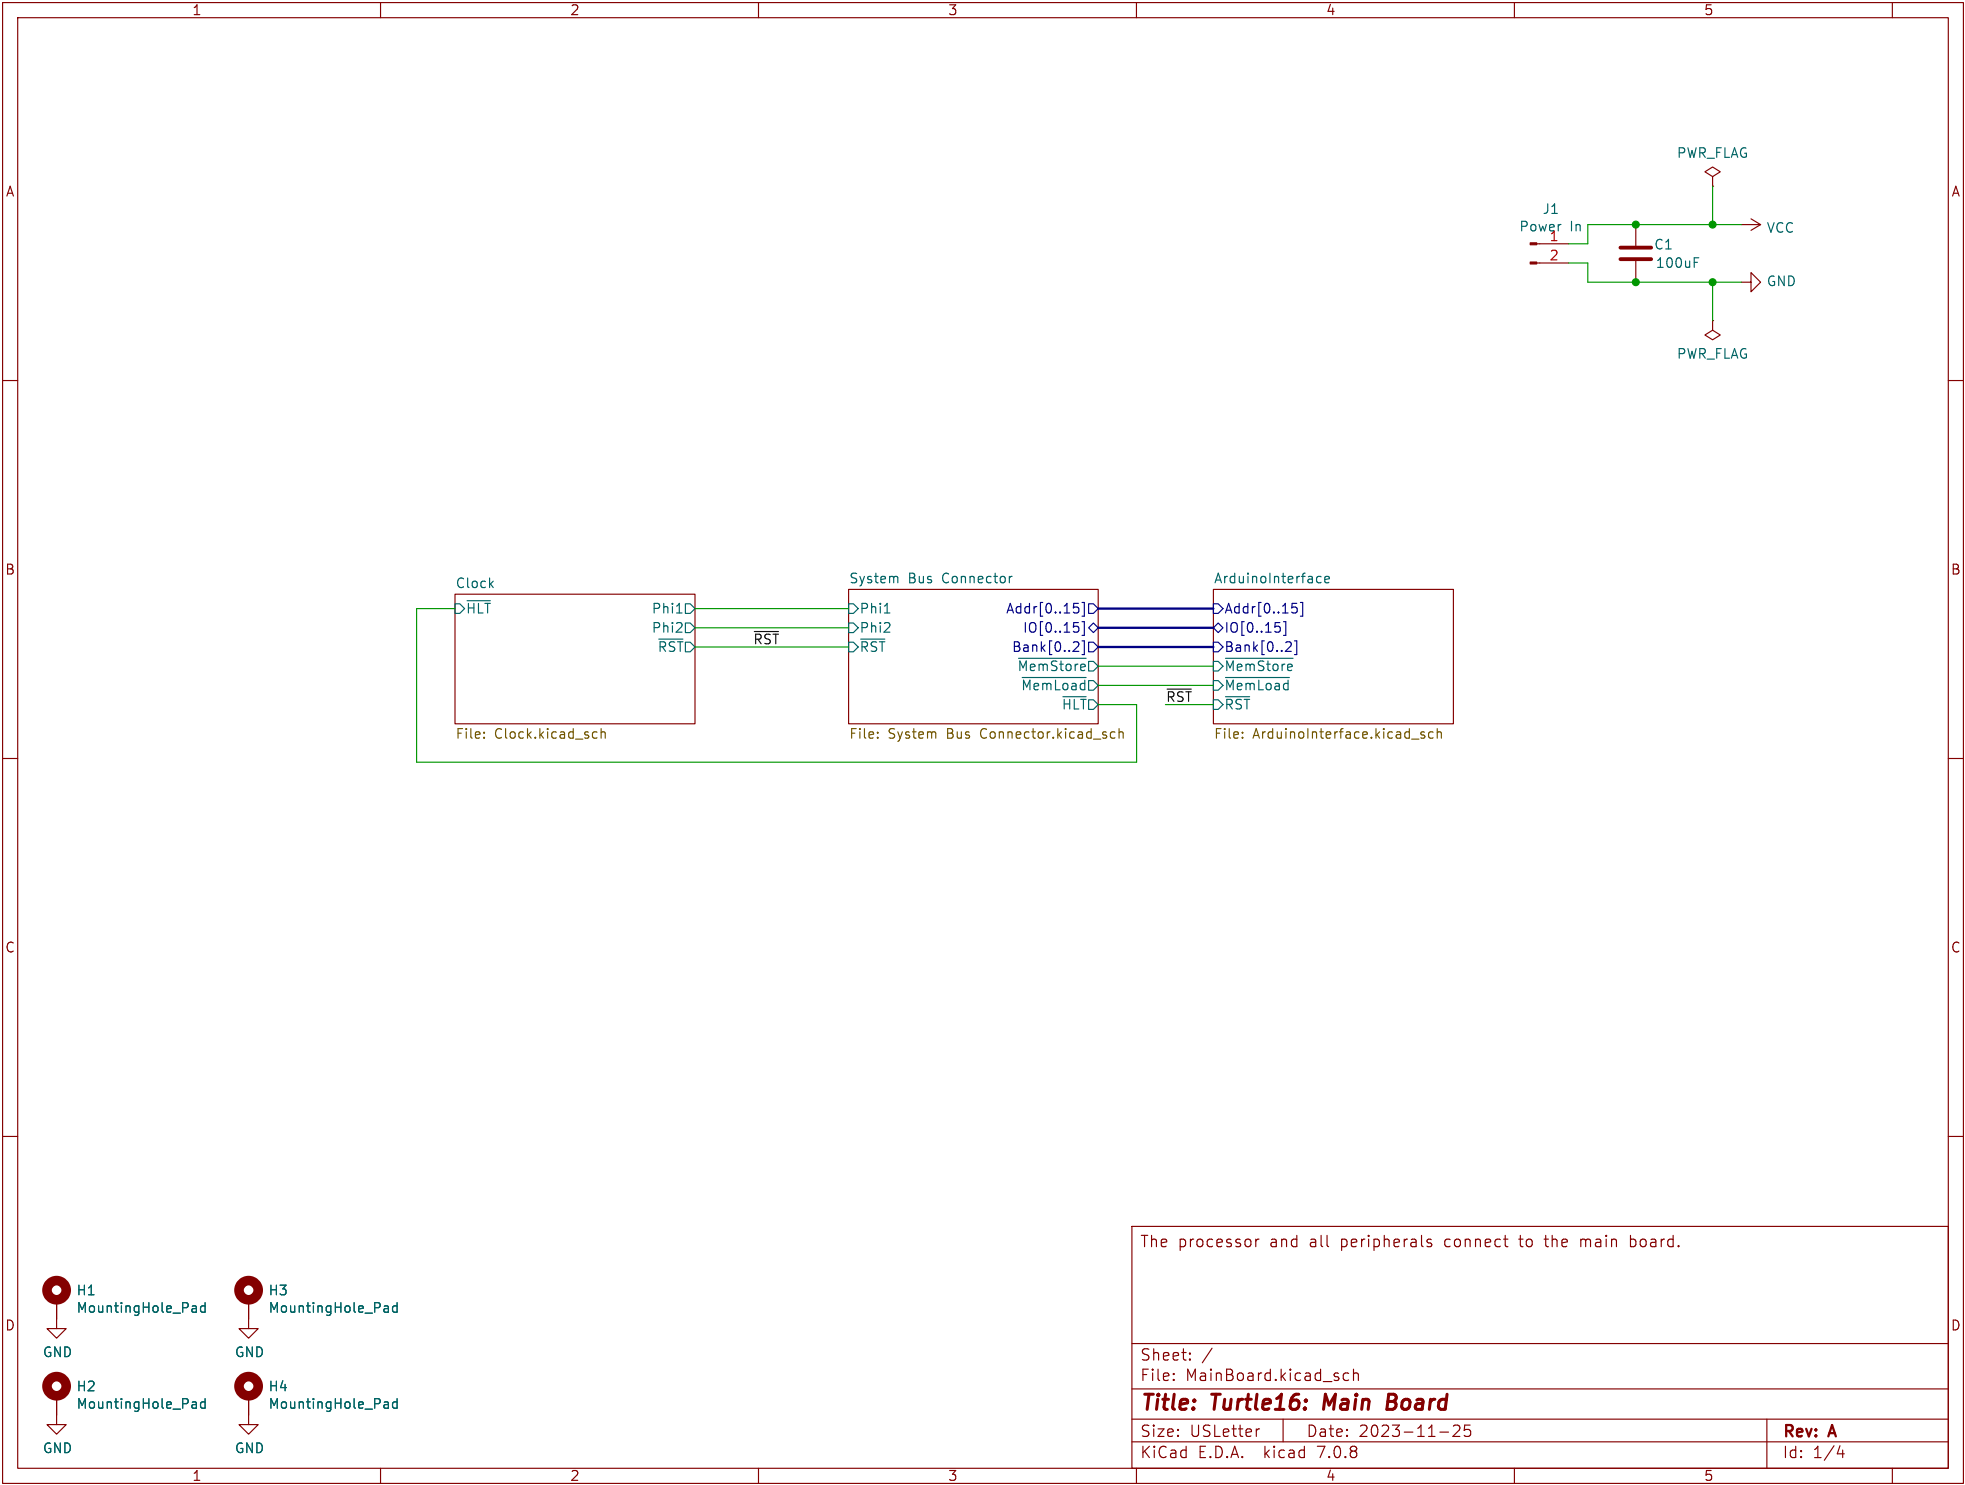 1 2 3 4 5
A A
PWR_FLAG
J1
Power In
1
2
C1
100uF
VCC
GND
PWR_FLAG
B B
Clock
HLT
Phi1
Phi2
RST
File: Clock.kicad_sch
RST
System Bus Connector
Phi1
Phi2
RST
Addr[0..15]
IO[0..15]
Bank[0..2]
MemStore
MemLoad
HLT
File: System Bus Connector.kicad_sch
RST
ArduinoInterface
Addr[0..15]
IO[0..15]
Bank[0..2]
MemStore
MemLoad
RST
File: ArduinoInterface.kicad_sch
C C
H1
MountingHole_Pad
GND
H3
MountingHole_Pad
GND
H2
MountingHole_Pad
GND
H4
MountingHole_Pad
GND
D D
The processor and all peripherals connect to the main board.
Sheet: /
File: MainBoard.kicad_sch
Title: Turtle16: Main Board
Size: USLetter Date: 2023-11-25 Rev: A
KiCad E.D.A. kicad 7.0.8 Id: 1/4
1 2 3 4 5